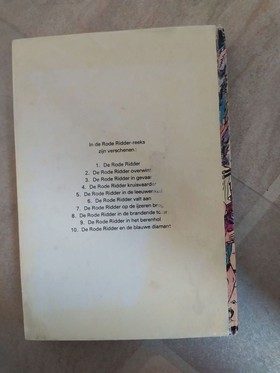 In de Rode Ridder-reeks
zijn verschenen:
1. De Rode Ridder
2. De Rode Ridder overwint
3. De Rode Ridder in gevaar
4. De Rode Ridder kruisvaarder
5. De Rode Ridder in de leeuwenkuil
6. De Rode Ridder valt aan
7. De Rode Ridder op de ijzeren brug
8. De Rode Ridder in de brandende toren
9. De Rode Ridder in het berenhol
10. De Rode Ridder en de blauwe diamant